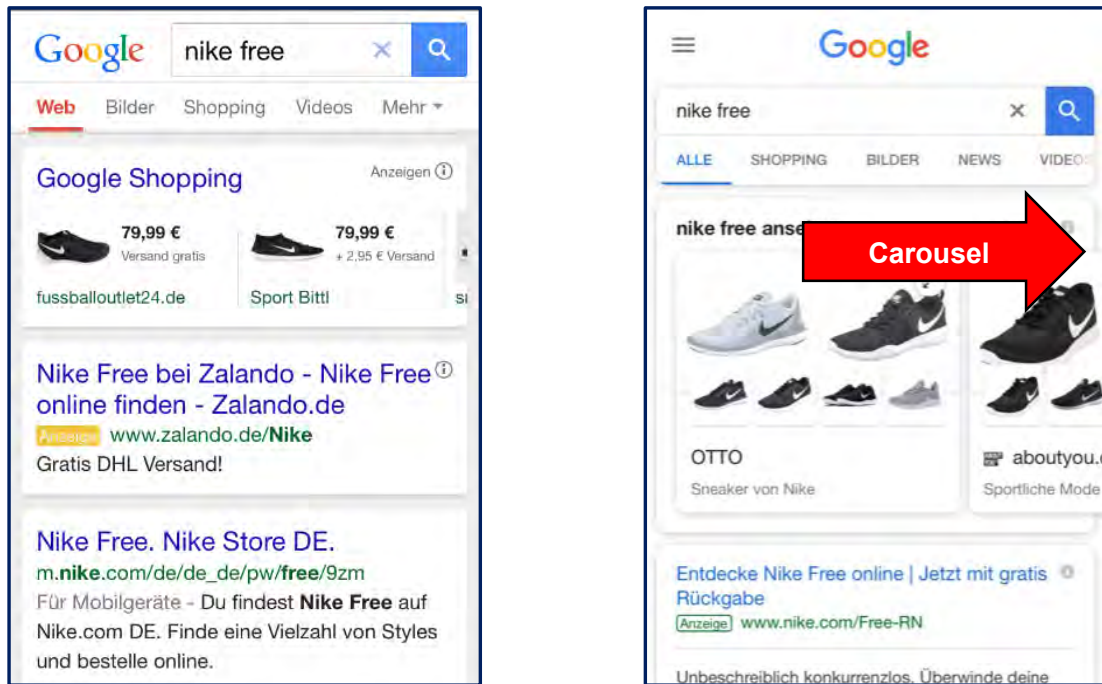 Google
nike free
Web Bilder Shopping Videos Mehr
Google Shopping
Anzeigen
79,99 €
Versand gratis
fussballoutlet24.de
79,99 €
+ 2,95 € Versand
Sport Bittl
Nike Free bei Zalando - Nike Free
online finden - Zalando.de
Anzeige www.zalando.de/Nike
Gratis DHL Versand!
Nike Free. Nike Store DE.
m.nike.com/de/de_de/pw/free/9zm
Für Mobilgeräte - Du findest Nike Free auf
Nike.com DE. Finde eine Vielzahl von Styles
und bestelle online.
Google
nike free
ALLE SHOPPING BILDER NEWS VIDEOS
nike free anse
Carousel
OTTO
Sneaker von Nike
aboutyou.
Sportliche Mode
Entdecke Nike Free online | Jetzt mit gratis
Rückgabe
Anzeige www.nike.com/Free-RN
Unbeschreiblich konkurrenzlos. Überwinde deine